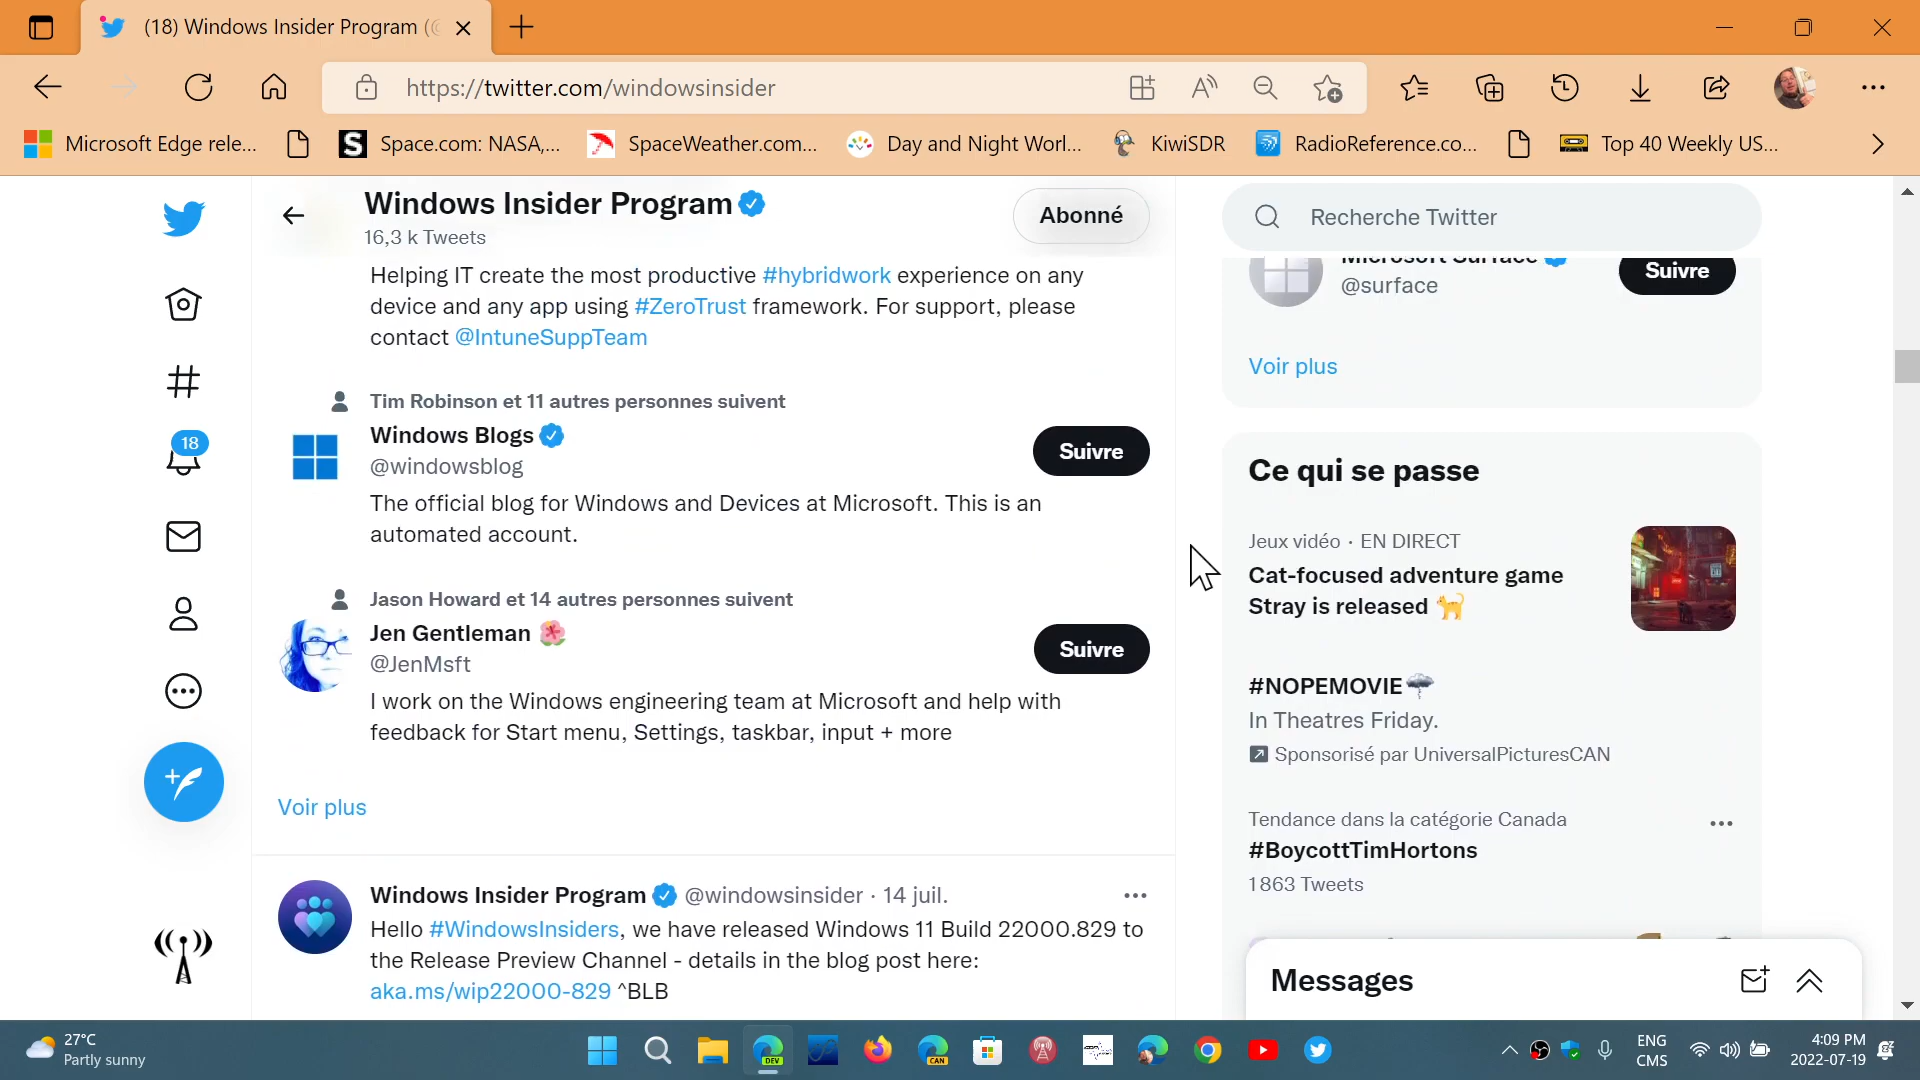 (18) Windows Insider Program (@
https://twitter.com/windowsinsider
Microsoft Edge rele...
Space.com: NASA,...
SpaceWeather.com...
Day and Night Worl...
KiwiSDR
RadioReference.co...
Top 40 Weekly US...
Windows Insider Program
16,3 k Tweets
Abonné
Helping IT create the most productive #hybridwork experience on any
device and any app using #ZeroTrust framework. For support, please
contact @IntuneSuppTeam
Tim Robinson et 11 autres personnes suivent
Windows Blogs
@windowsblog
Suivre
The official blog for Windows and Devices at Microsoft. This is an
automated account.
Jason Howard et 14 autres personnes suivent
Jen Gentleman 🌺
@JenMsft
Suivre
I work on the Windows engineering team at Microsoft and help with
feedback for Start menu, Settings, taskbar, input + more
Voir plus
Windows Insider Program @windowsinsider · 14 juil.
Hello #WindowsInsiders, we have released Windows 11 Build 22000.829 to
the Release Preview Channel - details in the blog post here:
aka.ms/wip22000-829 ^BLB
18
Recherche Twitter
Microsoft Surface
@surface
Suivre
Voir plus
Ce qui se passe
Jeux vidéo · EN DIRECT
Cat-focused adventure game
Stray is released 🐈
#NOPEMOVIE🌩️
In Theatres Friday.
Sponsorisé par UniversalPicturesCAN
Tendance dans la catégorie Canada
#BoycottTimHortons
1 863 Tweets
Messages
27°C
Partly sunny
DEV
CAN
ENG
CMS
4:09 PM
2022-07-19